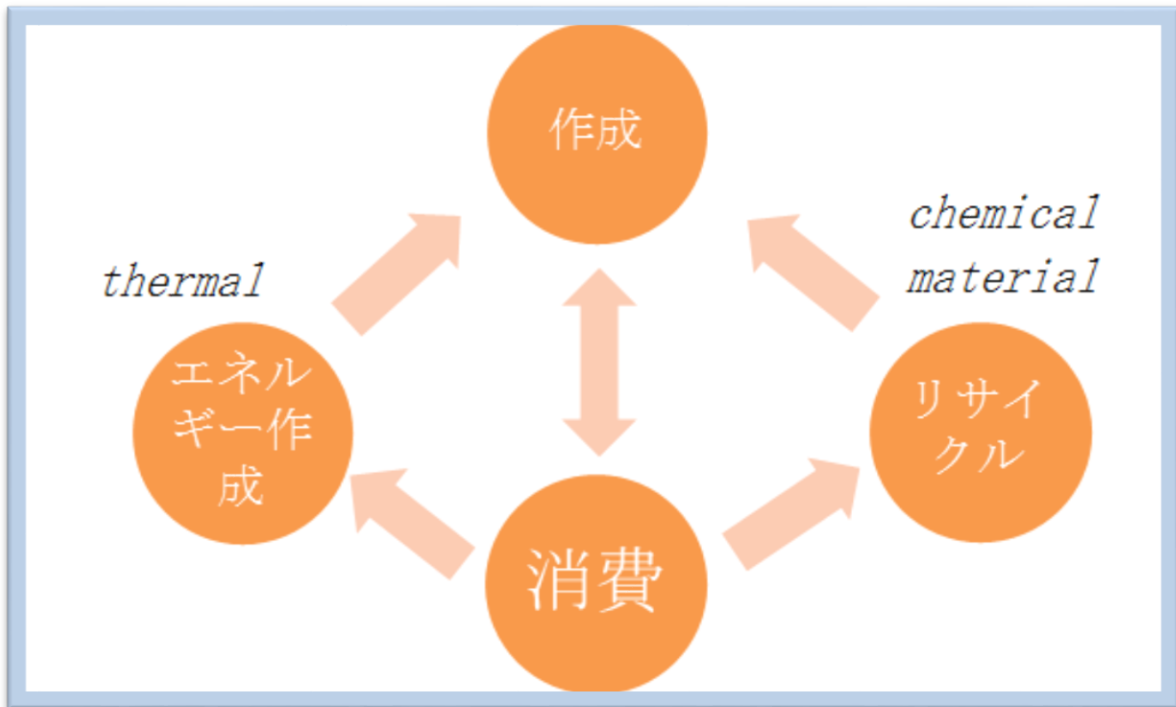 作成
chemical
material
thermal
エネル
ギー作
成
リサイ
クル
消費